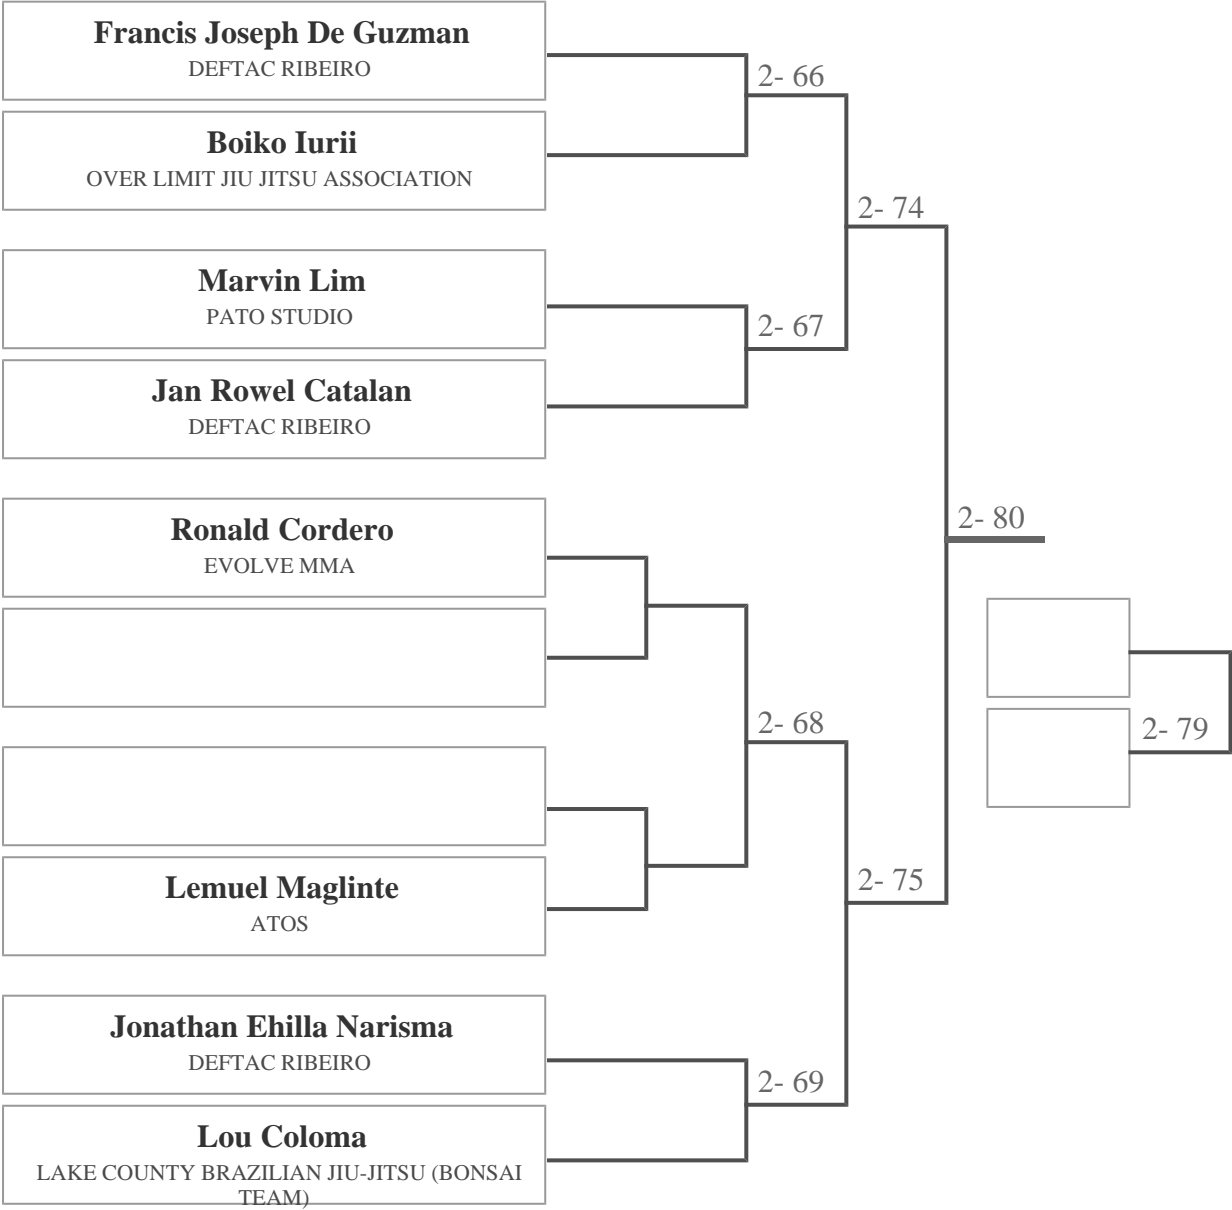 Francis Joseph De Guzman
DEFTAC RIBEIRO
2- 66
Boiko Iurii
OVER LIMIT JIU JITSU ASSOCIATION
2- 74
Marvin Lim
PATO STUDIO
2- 67
Jan Rowel Catalan
DEFTAC RIBEIRO
Ronald Cordero
EVOLVE MMA
2- 80
2- 68
2- 79
Lemuel Maglinte
ATOS
2- 75
Jonathan Ehilla Narisma
DEFTAC RIBEIRO
2- 69
Lou Coloma
LAKE COUNTY BRAZILIAN JIU-JITSU (BONSAI
TEAM)